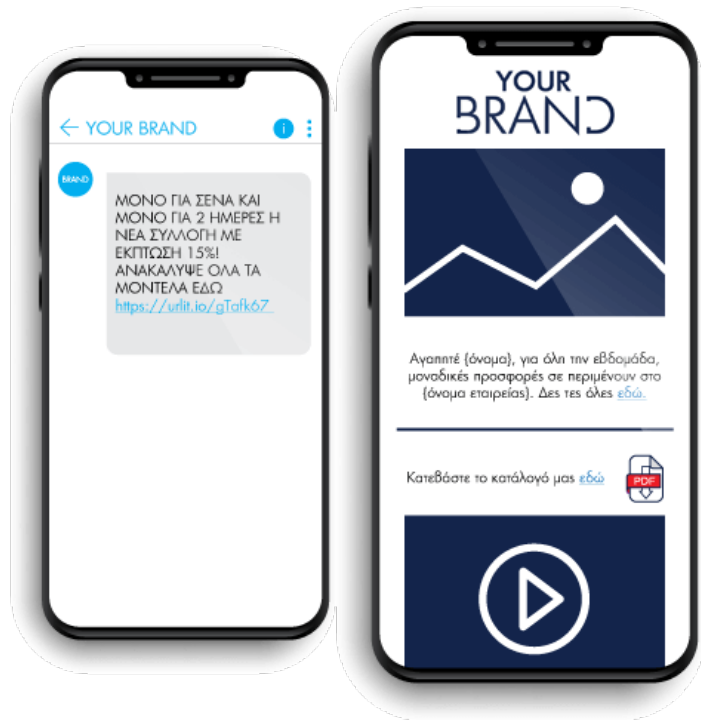 YOUR BRAND
BRAND
ΜΟΝΟ ΓΙΑ ΣΕΝΑ ΚΑΙ
ΜΟΝΟ ΓΙΑ 2 ΗΜΕΡΕΣ Η
ΝΕΑ ΣΥΛΛΟΓΗ ΜΕ
ΕΚΠΤΩΣΗ 15%!
ΑΝΑΚΑΛΥΨΕ ΟΛΑ ΤΑ
ΜΟΝΤΕΛΑ ΕΔΩ
https://urlit.io/gTafk67
YOUR
BRAND
Αγαπητέ {όνομα}, για όλη την εβδομάδα,
μοναδικές προσφορές σε περιμένουν στο
{όνομα εταιρείας}. Δες τες όλες εδώ.
Κατεβάστε το κατάλογό μας εδώ
PDF